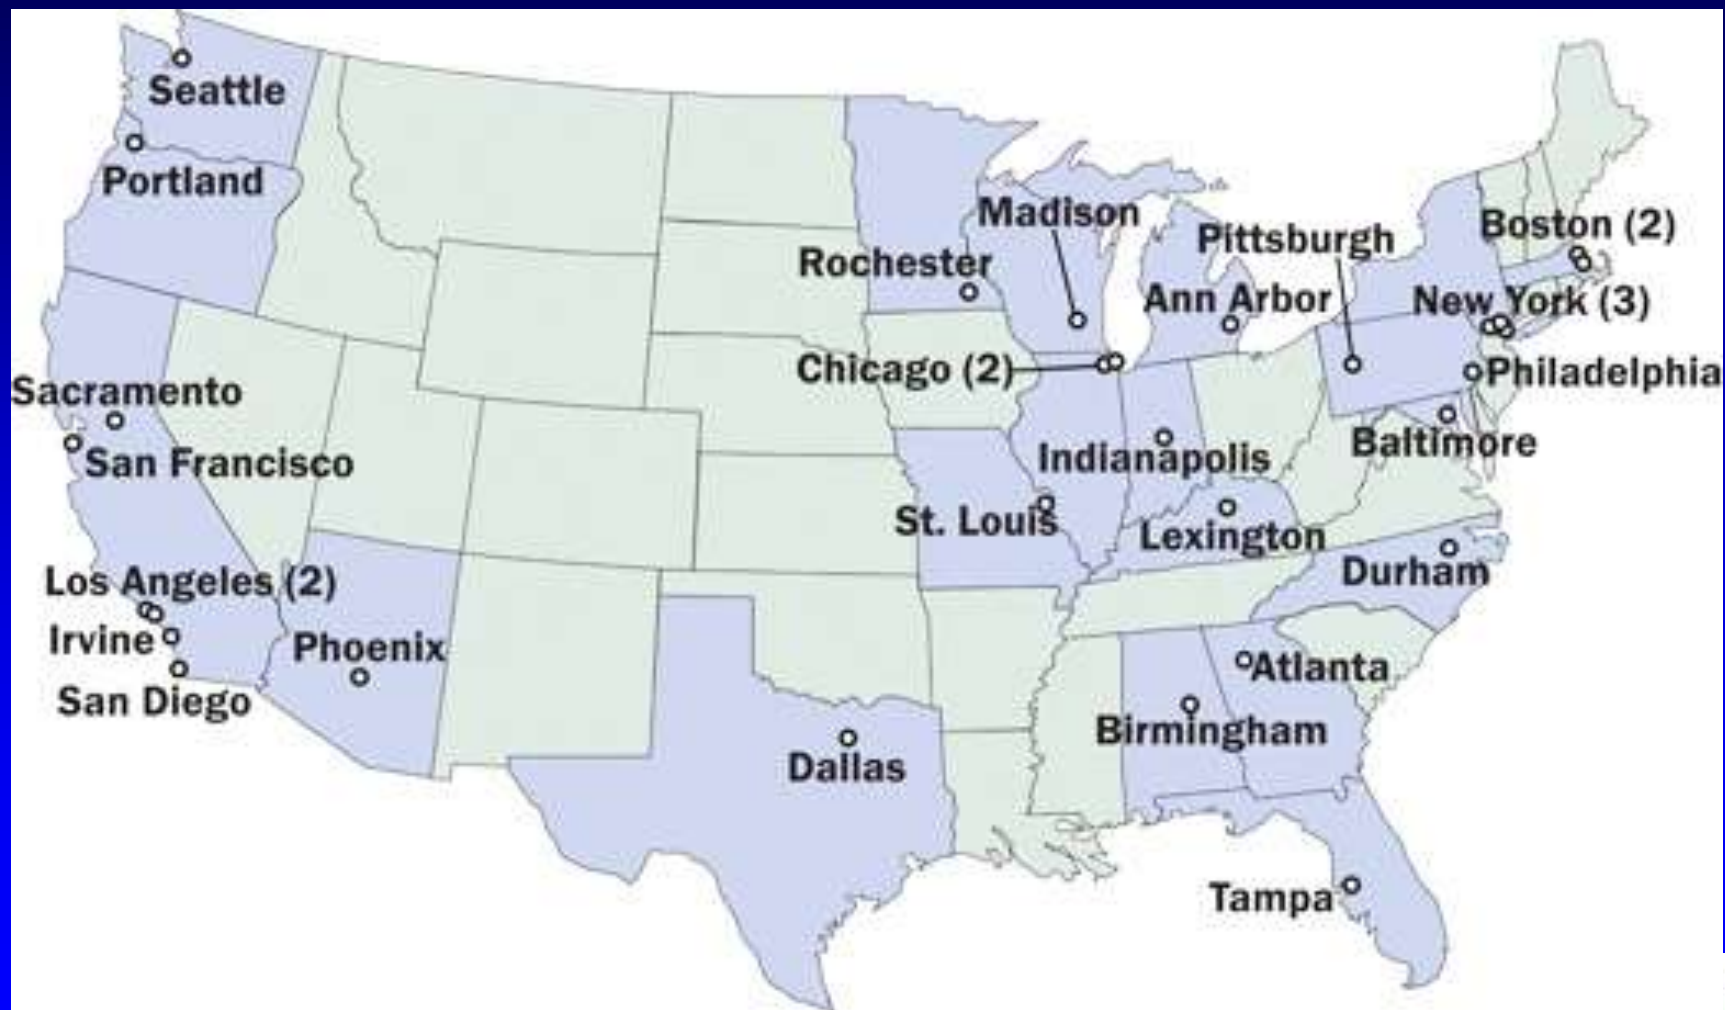 Seattle
Portland
Madison
Pittsburgh
Boston (2)
Rochester
Ann Arbor
New York (3)
Chicago (2)
Philadelphia
Sacramento
Baltimore
San Francisco
Indianapolis
St. Louis
Lexington
Durham
Los Angeles (2)
Irvine
Phoenix
Atlanta
San Diego
Birmingham
Dallas
Tampa